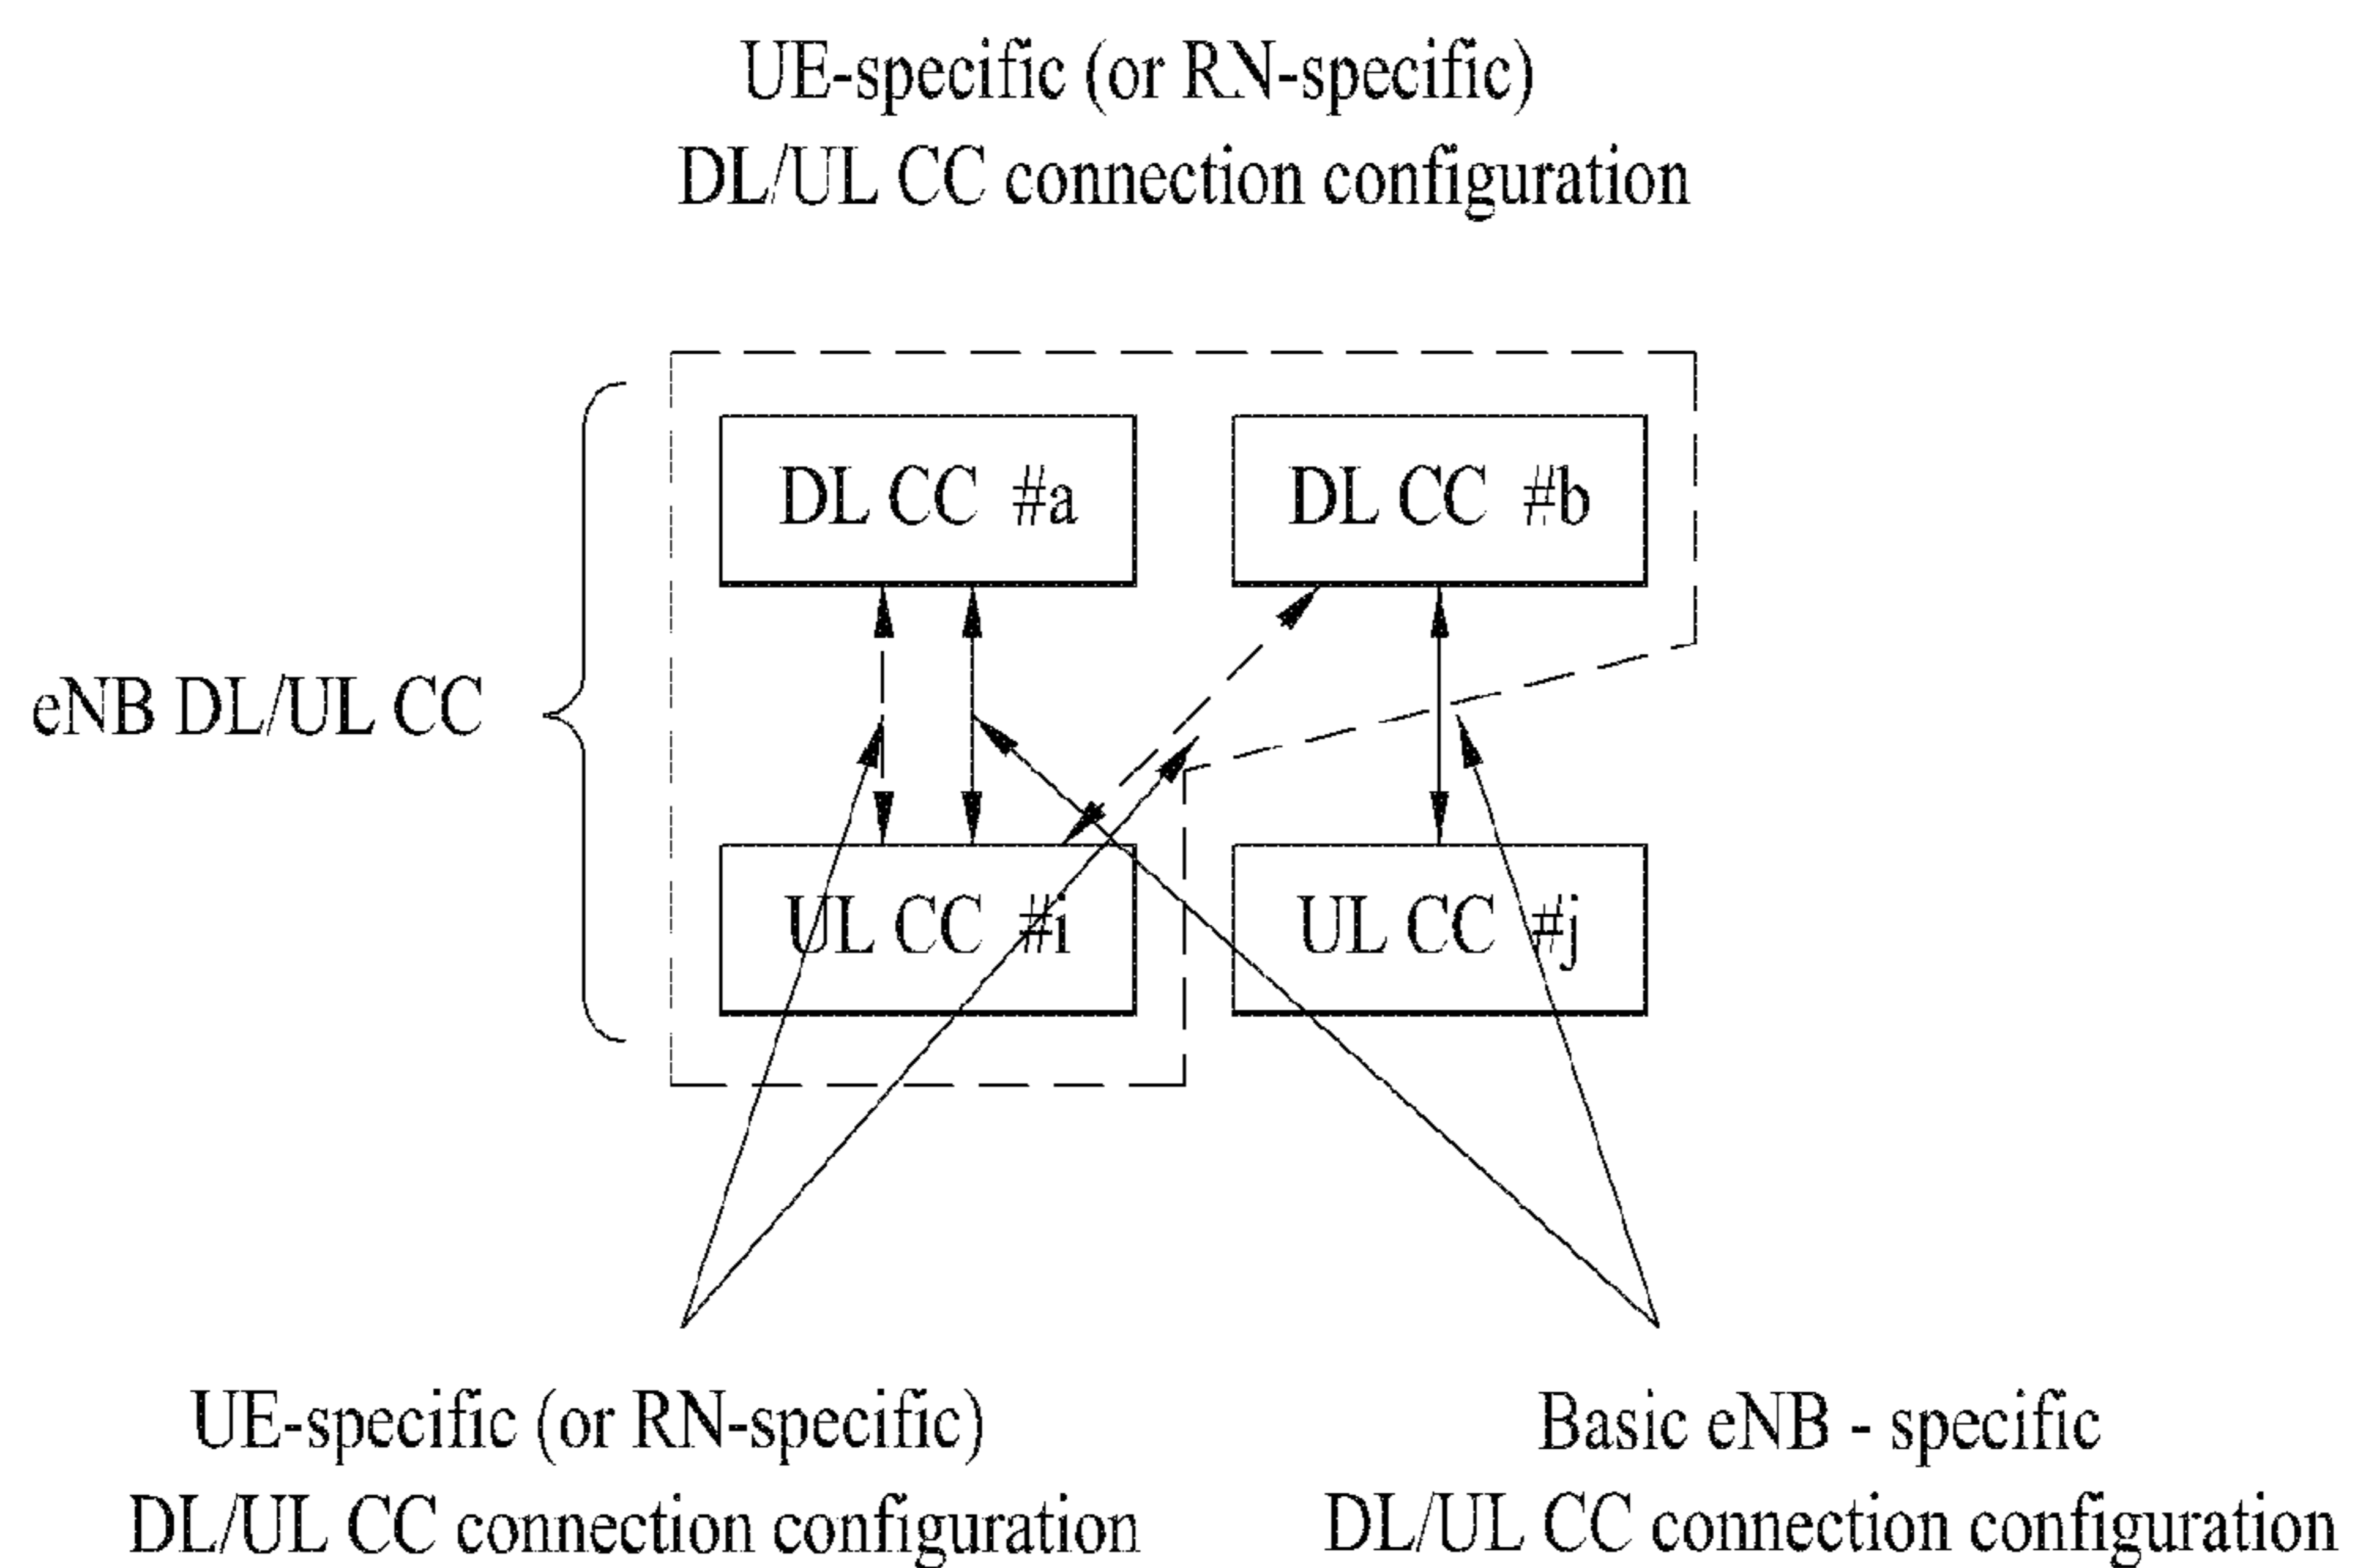 UE-specific (or RN-specific)
DL/UL CC connection configuration
DL CC #a
DL CC #b
eNB DL/UL CC
UL CC #i
UL CC #j
UE-specific (or RN-specific)
DL/UL CC connection configuration
Basic eNB - specific
DL/UL CC connection configuration